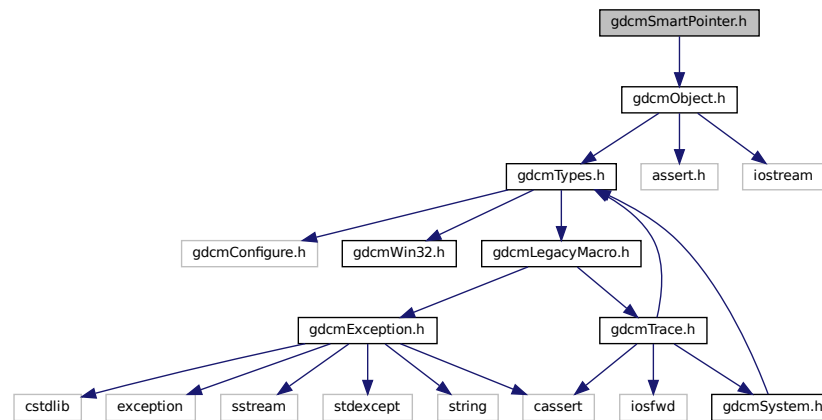 gdcmSmartPointer.h
gdcmObject.h
gdcmTypes.h
assert.h
iostream
gdcmConfigure.h
gdcmWin32.h
gdcmLegacyMacro.h
gdcmException.h
gdcmTrace.h
cstdlib
exception
sstream
stdexcept
string
cassert
iosfwd
gdcmSystem.h